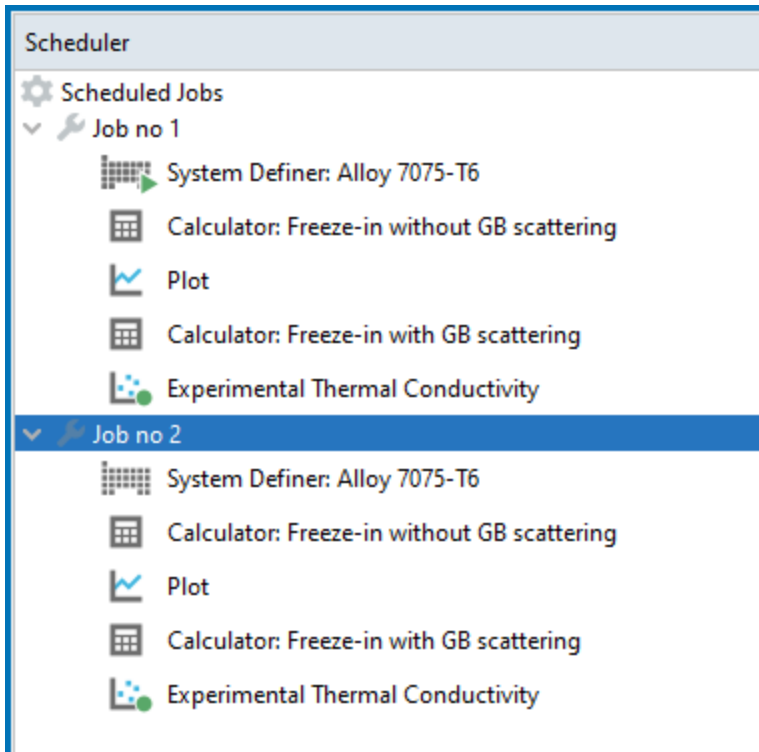 Scheduler
Scheduled Jobs
Job no 1
System Definer: Alloy 7075-T6
Calculator: Freeze-in without GB scattering
Plot
Calculator: Freeze-in with GB scattering
Experimental Thermal Conductivity
Job no 2
System Definer: Alloy 7075-T6
Calculator: Freeze-in without GB scattering
Plot
Calculator: Freeze-in with GB scattering
Experimental Thermal Conductivity